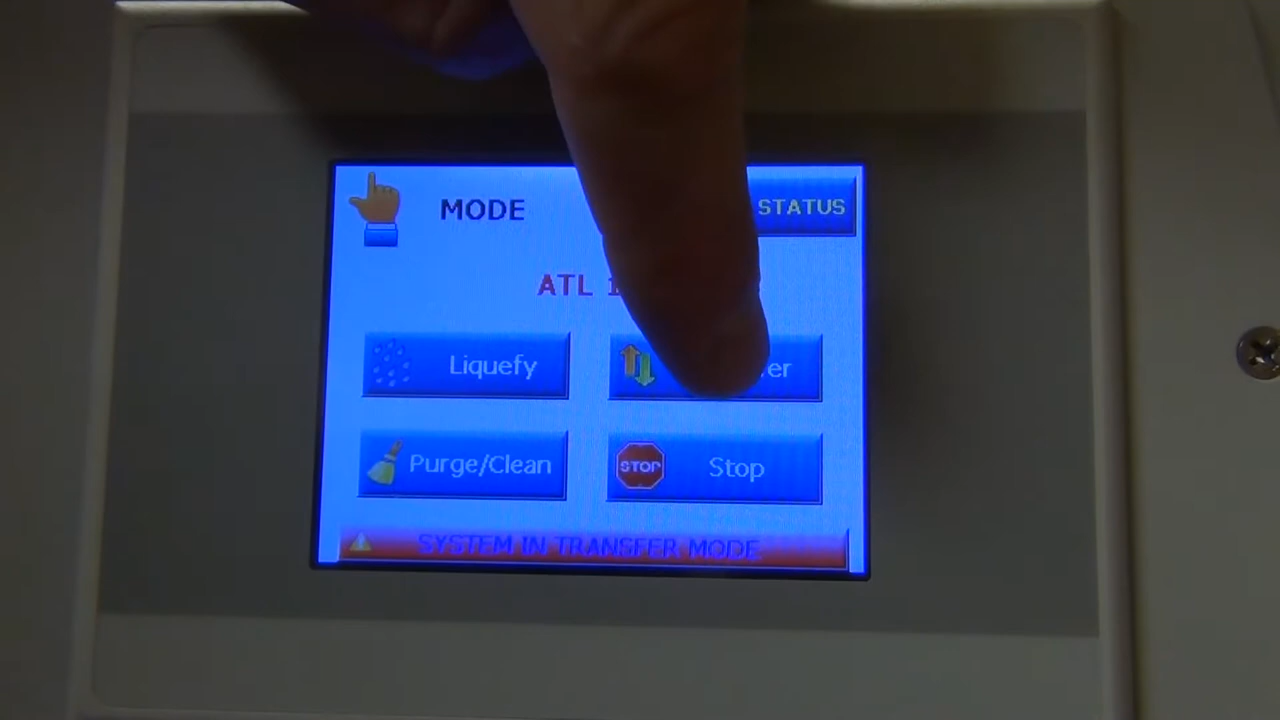 MODE
STATUS
ATL
Liquefy
Purge/Clean
STOP
Stop
SYSTEM IN TRANSFER MODE